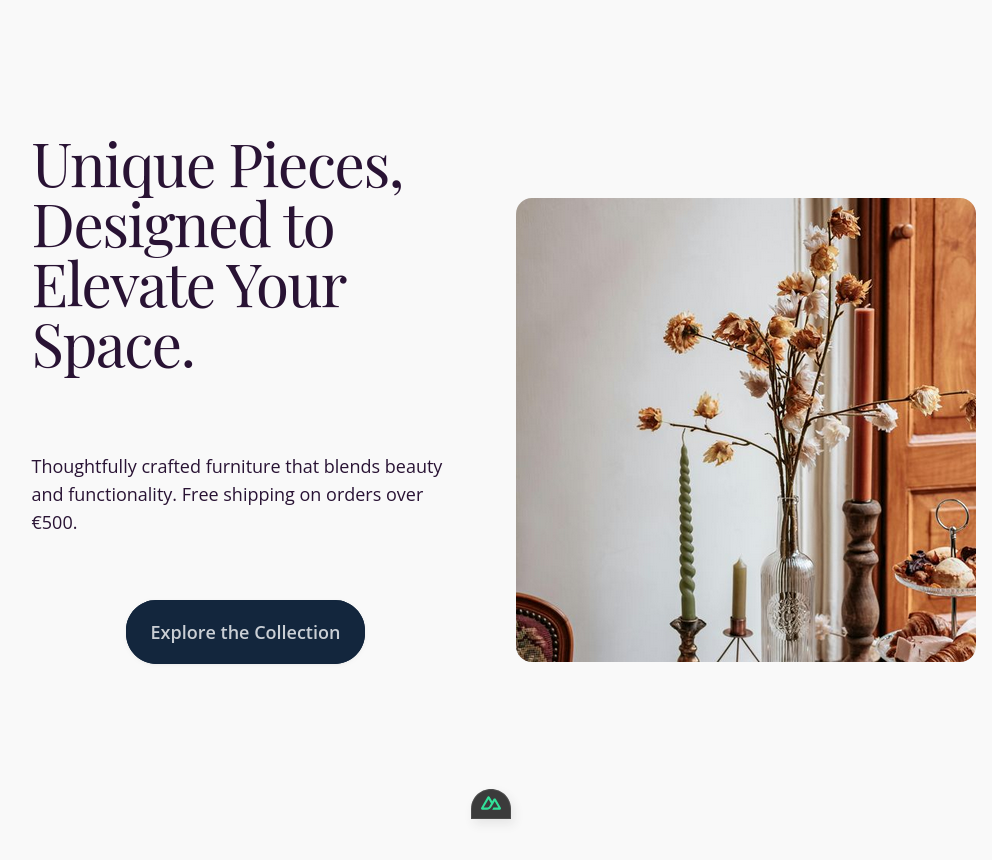 Unique Pieces,
Designed to
Elevate Your
Space.
Thoughtfully crafted furniture that blends beauty
and functionality. Free shipping on orders over
€500.
Explore the Collection